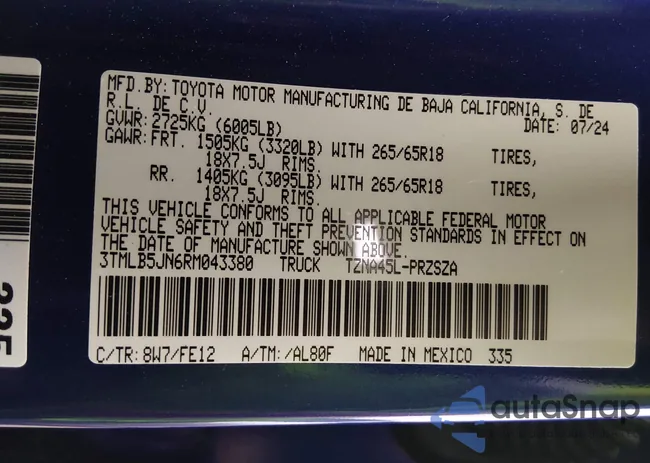 MFD.BY: TOYOTA MOTOR MANUFACTURING DE BAJA CALIFORNIA, S. DE
R.L. DE C.V. DATE: 07/24
GVWR: 2725KG (6005LB)
GAWR: FRT. 1505KG (3320LB) WITH 265/65R18 TIRES,
18X7.5J RIMS.
RR. 1405KG (3095LB) WITH 265/65R18 TIRES,
18X7.5J RIMS.
THIS VEHICLE CONFORMS TO ALL APPLICABLE FEDERAL MOTOR
VEHICLE SAFETY AND THEFT PREVENTION STANDARDS IN EFFECT ON
THE DATE OF MANUFACTURE SHOWN ABOVE.
3TMLB5JN6RM043380 TRUCK TZNA45L-PRZSZA
C/TR: 8W7/FE12 A/TM: /AL80F MADE IN MEXICO 335
225
autoSnap